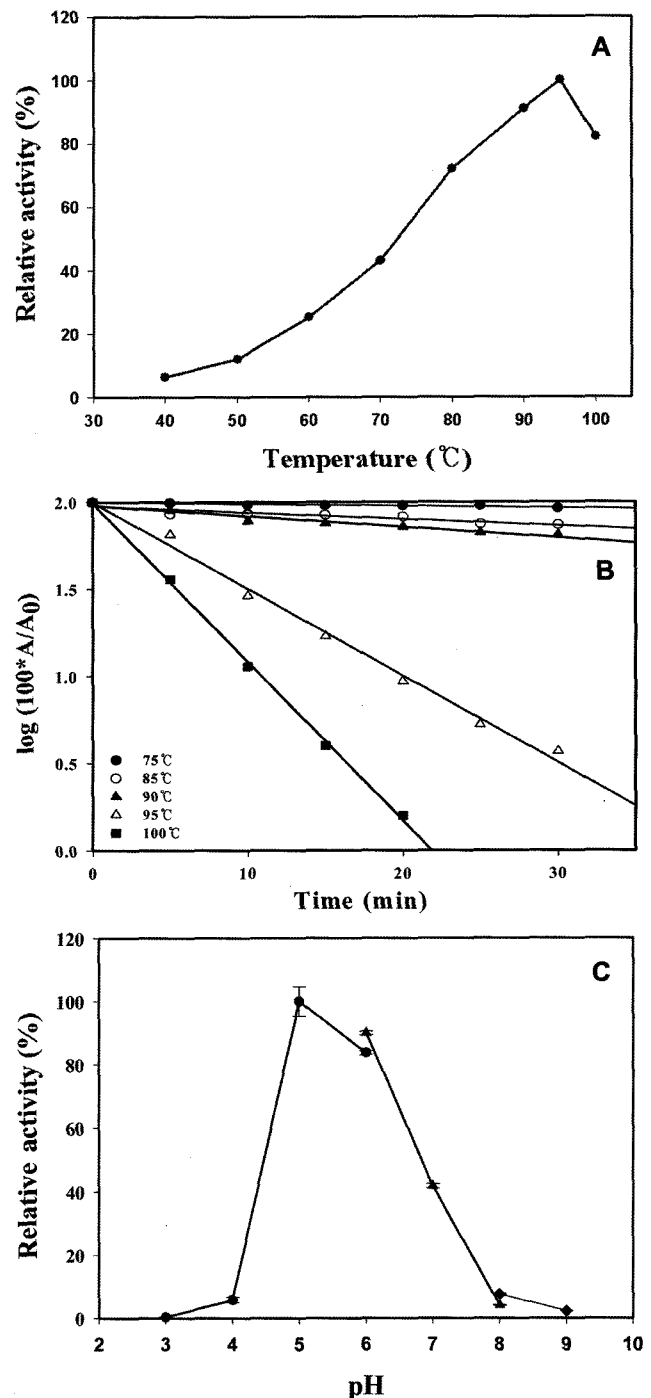 A
Relative activity (%)
120
100
80
60
40
20
0
30 40 50 60 70 80 90 100
Temperature (℃)
B
log (100*A/A0)
2.0
1.5
1.0
0.5
0.0
75℃
85℃
90℃
95℃
100℃
0 10 20 30
Time (min)
C
Relative activity (%)
120
100
80
60
40
20
0
2 3 4 5 6 7 8 9 10
pH